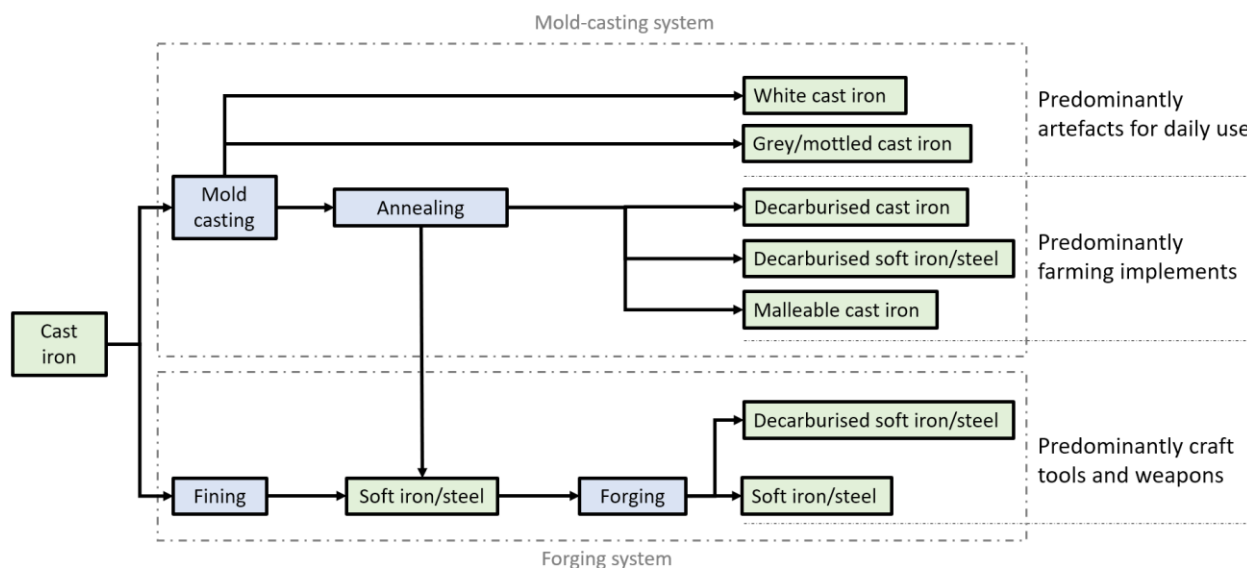 Mold-casting system
White cast iron
Predominantly
artefacts for daily use
Grey/mottled cast iron
Mold
casting
Annealing
Decarburised cast iron
Decarburised soft iron/steel
Predominantly
farming implements
Malleable cast iron
Cast
iron
Decarburised soft iron/steel
Predominantly craft
tools and weapons
Fining
Soft iron/steel
Forging
Soft iron/steel
Forging system